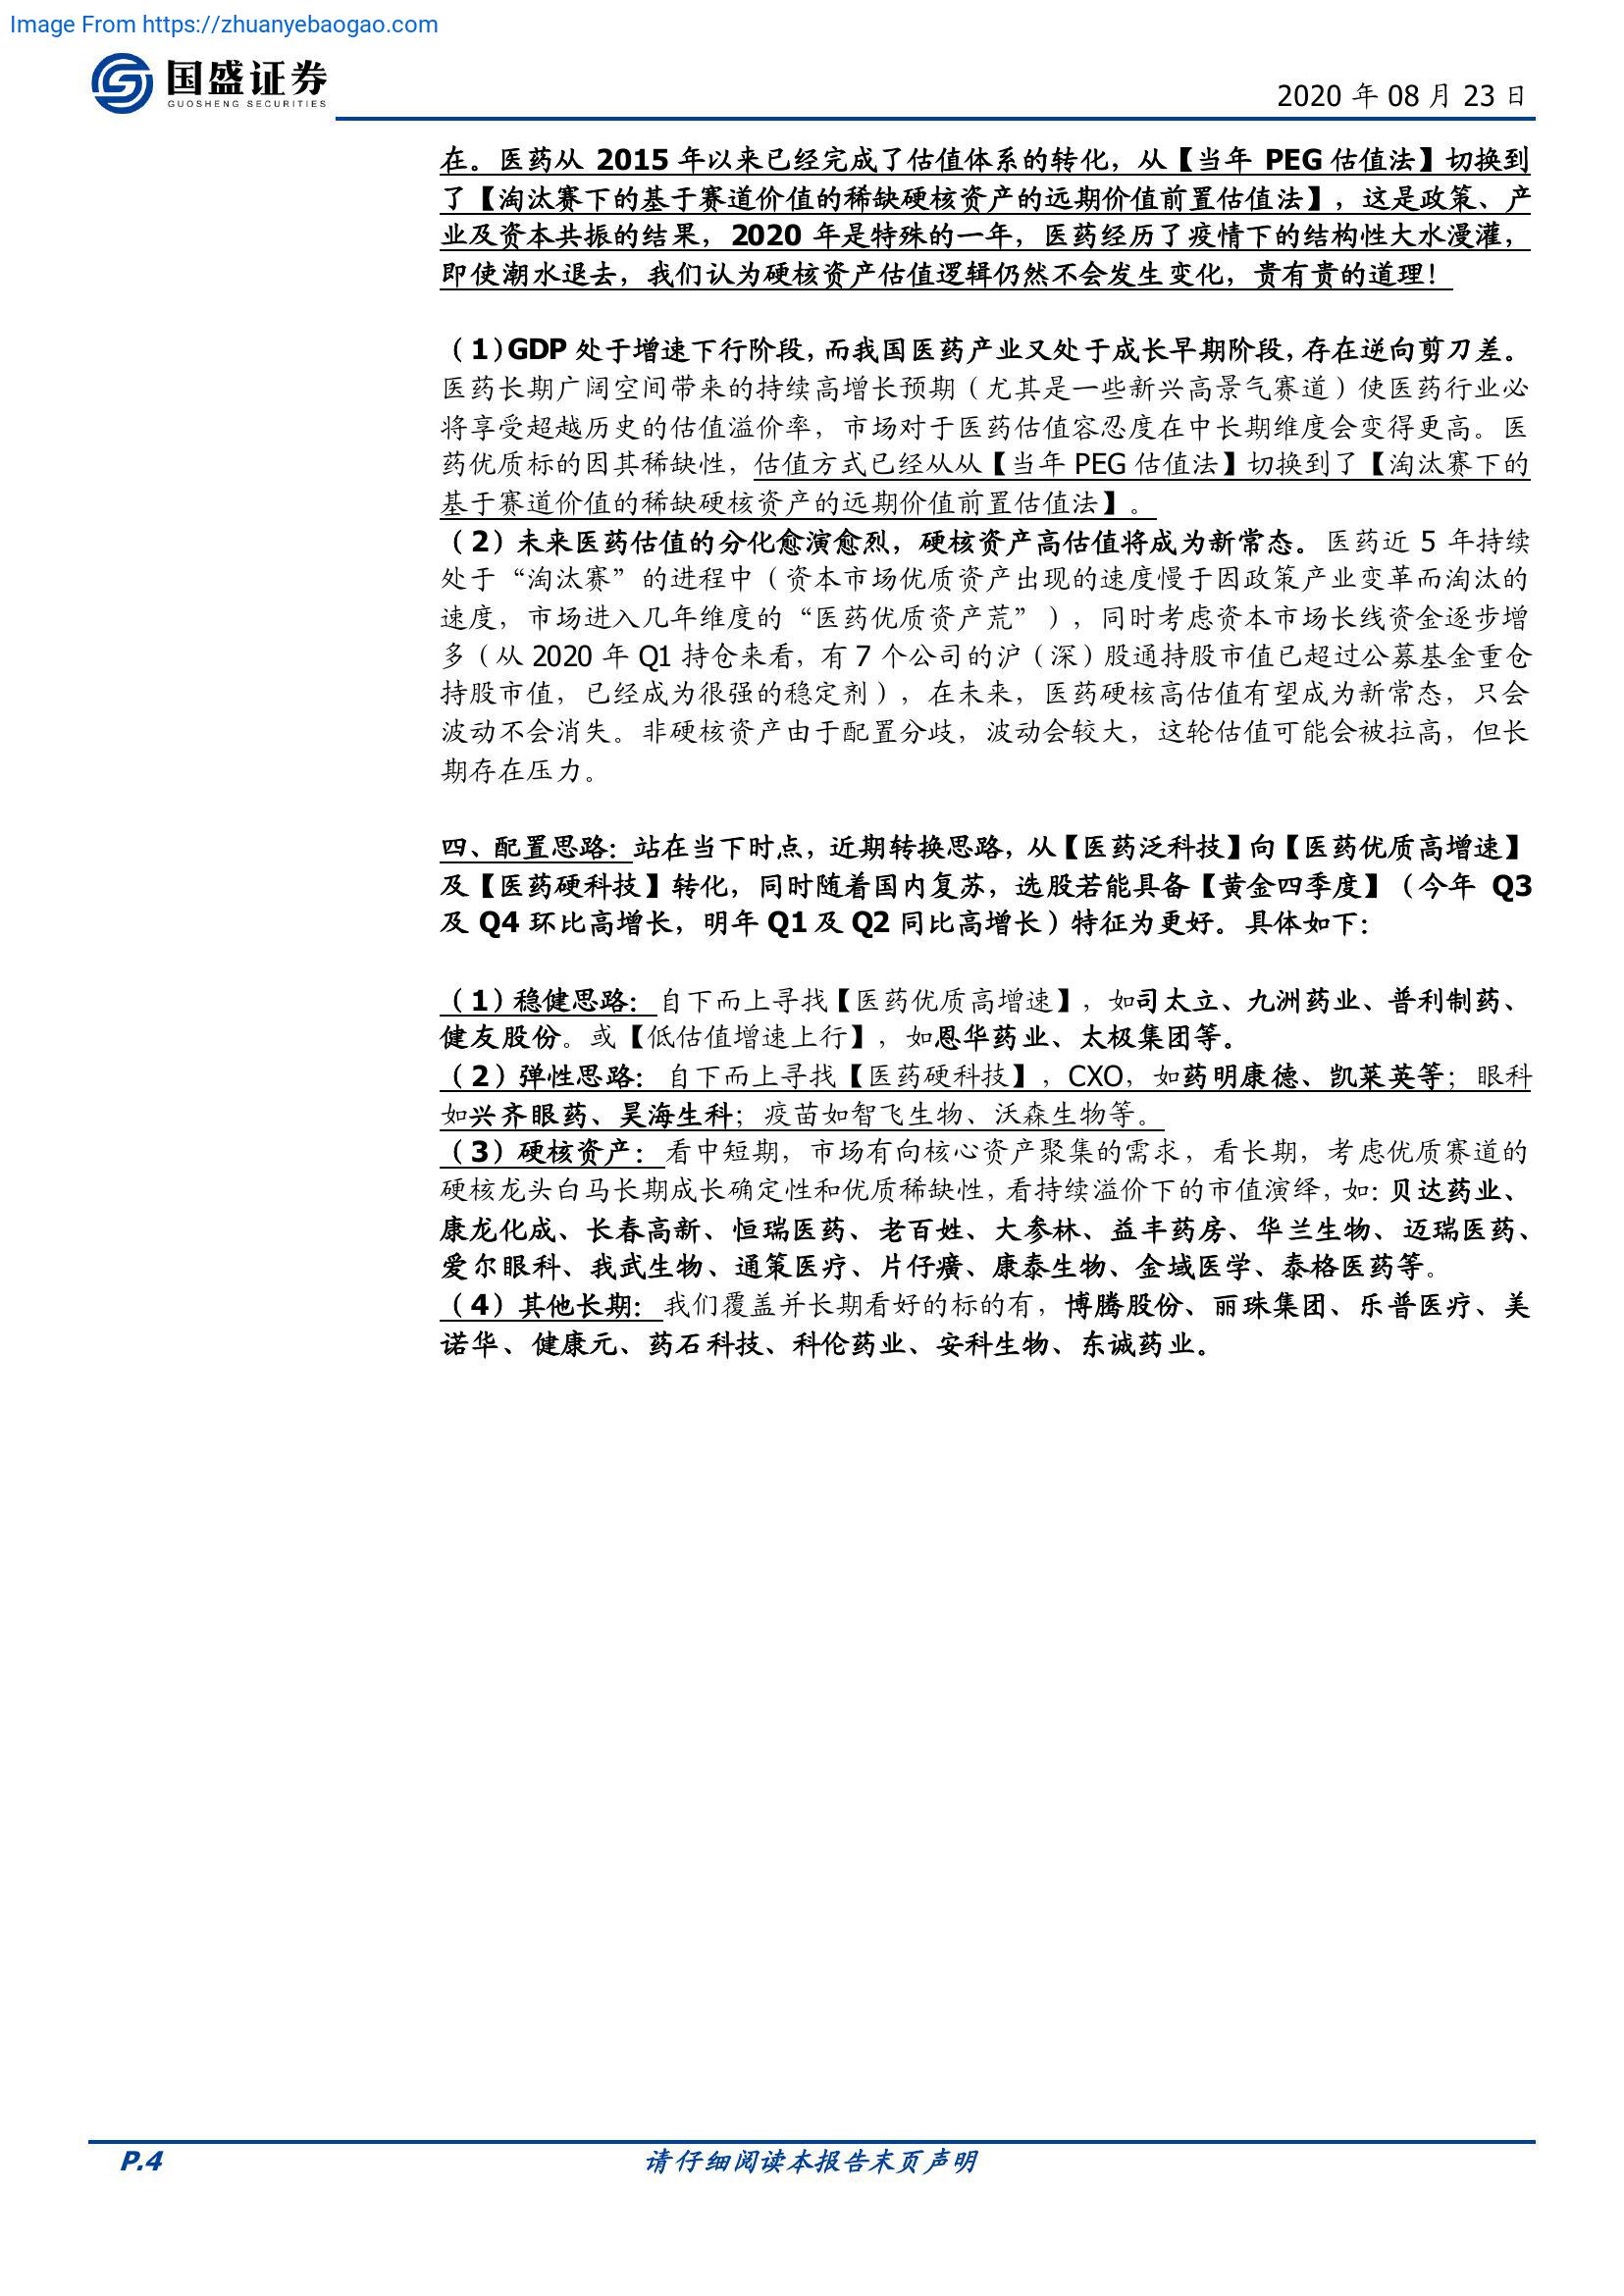 Image From https://zhuanyebaogao.com
国盛证券
GUOSHENG SECURITIES
2020 年 08 月 23 日
在。医药从 2015 年以来已经完成了估值体系的转化，从【当年 PEG 估值法】切换到
了【淘汰赛下的基于赛道价值的稀缺硬核资产的远期价值前置估值法】，这是政策、产
业及资本共振的结果，2020 年是特殊的一年，医药经历了疫情下的结构性大水漫灌，
即使潮水退去，我们认为硬核资产估值逻辑仍然不会发生变化，贵有贵的道理！
（1）GDP 处于增速下行阶段，而我国医药产业又处于成长早期阶段，存在逆向剪刀差。
医药长期广阔空间带来的持续高增长预期（尤其是一些新兴高景气赛道）使医药行业必
将享受超越历史的估值溢价率，市场对于医药估值容忍度在中长期维度会变得更高。医
药优质标的因其稀缺性，估值方式已经从从【当年 PEG 估值法】切换到了【淘汰赛下的
基于赛道价值的稀缺硬核资产的远期价值前置估值法】。
（2）未来医药估值的分化愈演愈烈，硬核资产高估值将成为新常态。医药近 5 年持续
处于“淘汰赛”的进程中（资本市场优质资产出现的速度慢于因政策产业变革而淘汰的
速度，市场进入几年维度的“医药优质资产荒”），同时考虑资本市场长线资金逐步增
多（从 2020 年 Q1 持仓来看，有 7 个公司的沪（深）股通持股市值已超过公募基金重仓
持股市值，已经成为很强的稳定剂），在未来，医药硬核高估值有望成为新常态，只会
波动不会消失。非硬核资产由于配置分歧，波动会较大，这轮估值可能会被拉高，但长
期存在压力。
四、配置思路：站在当下时点，近期转换思路，从【医药泛科技】向【医药优质高增速】
及【医药硬科技】转化，同时随着国内复苏，选股若能具备【黄金四季度】（今年 Q3
及 Q4 环比高增长，明年 Q1 及 Q2 同比高增长）特征为更好。具体如下：
（1）稳健思路：自下而上寻找【医药优质高增速】，如司太立、九洲药业、普利制药、
健友股份。或【低估值增速上行】，如恩华药业、太极集团等。
（2）弹性思路：自下而上寻找【医药硬科技】，CXO，如药明康德、凯莱英等；眼科
如兴齐眼药、昊海生科；疫苗如智飞生物、沃森生物等。
（3）硬核资产：看中短期，市场有向核心资产聚集的需求，看长期，考虑优质赛道的
硬核龙头白马长期成长确定性和优质稀缺性，看持续溢价下的市值演绎，如：贝达药业、
康龙化成、长春高新、恒瑞医药、老百姓、大参林、益丰药房、华兰生物、迈瑞医药、
爱尔眼科、我武生物、通策医疗、片仔癀、康泰生物、金域医学、泰格医药等。
（4）其他长期：我们覆盖并长期看好的标的有，博腾股份、丽珠集团、乐普医疗、美
诺华、健康元、药石科技、科伦药业、安科生物、东诚药业。
P.4
请仔细阅读本报告末页声明